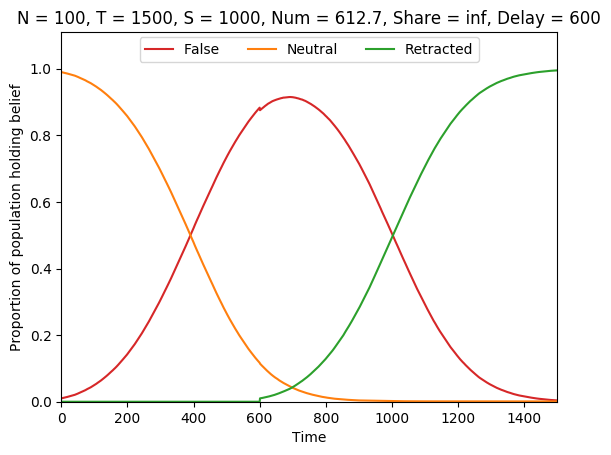 N = 100, T = 1500, S = 1000, Num = 612.7, Share = inf, Delay = 600
False Neutral Retracted
Proportion of population holding belief
1.0
0.8
0.6
0.4
0.2
0.0
0 200 400 600 800 1000 1200 1400
Time